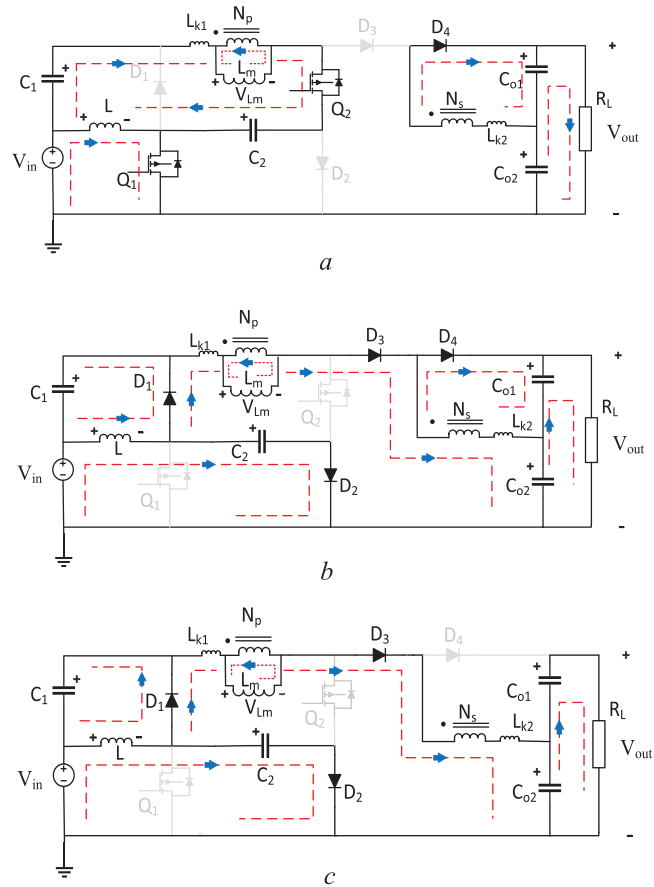 Lk1 Np D3 D4
C1 D1 Lm VLm Q2 Co1
L Ns Lk2 RL
Vin C2 Co2 Vout
Q1 D2
a
Lk1 Np D3 D4
C1 D1 Lm VLm Q2 Co1
L C2 Ns Lk2 RL
Vin Q1 D2 Co2 Vout
b
Lk1 Np D3 D4
C1 D1 Lm VLm Q2 Co1
L C2 Ns Lk2 RL
Vin Q1 D2 Co2 Vout
c